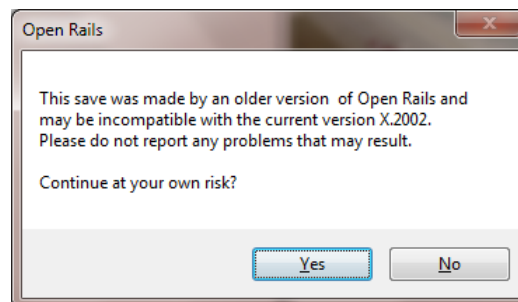 Open Rails
This save was made by an older version of Open Rails and
may be incompatible with the current version X.2002.
Please do not report any problems that may result.
Continue at your own risk?
Yes
No